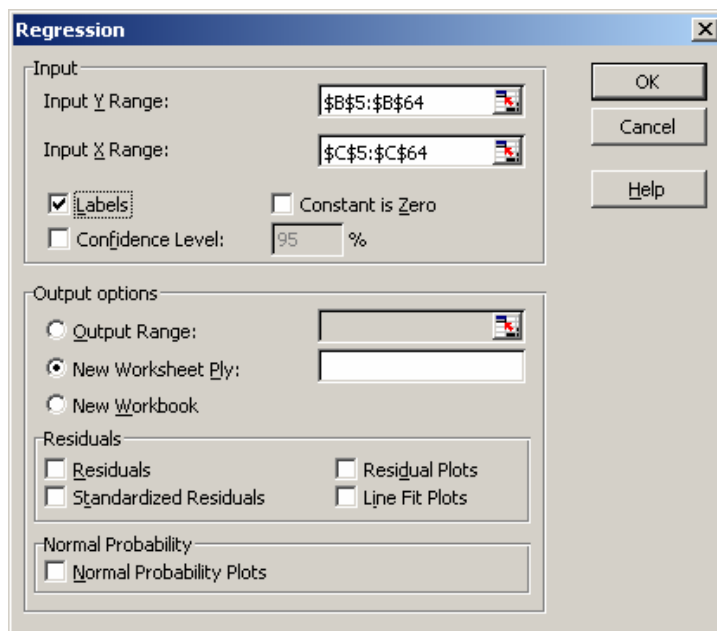 Regression
Input
Input Y Range: $B$5:$B$64
Input X Range: $C$5:$C$64
Labels Constant is Zero
Confidence Level: 95 %
OK
Cancel
Help
Output options
Output Range:
New Worksheet Ply:
New Workbook
Residuals
Residuals Residual Plots
Standardized Residuals Line Fit Plots
Normal Probability
Normal Probability Plots